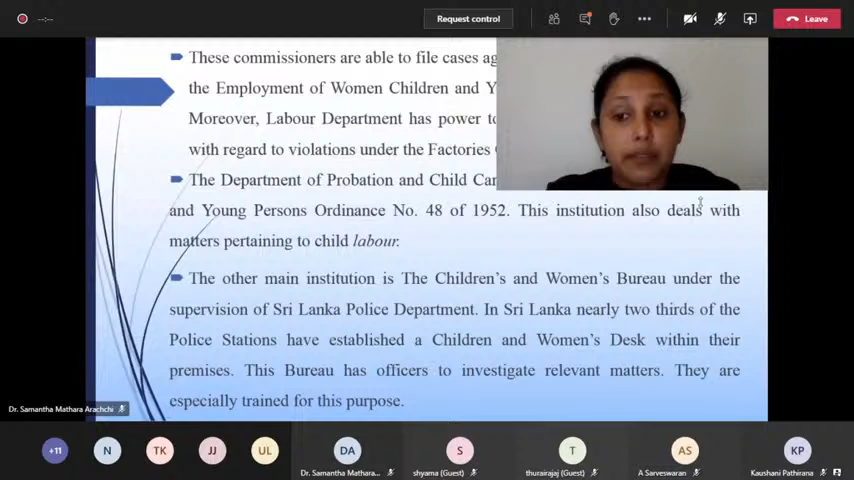 --:--
Request control
Leave
These commissioners are able to file cases ag
the Employment of Women Children and Y
Moreover, Labour Department has power to
with regard to violations under the Factories
The Department of Probation and Child Car
and Young Persons Ordinance No. 48 of 1952. This institution also deals with
matters pertaining to child labour.
The other main institution is The Children's and Women's Bureau under the
supervision of Sri Lanka Police Department. In Sri Lanka nearly two thirds of the
Police Stations have established a Children and Women's Desk within their
premises. This Bureau has officers to investigate relevant matters. They are
especially trained for this purpose.
Dr. Samantha Mathara Arachchi
+11
N
TK
JJ
UL
DA
S
T
AS
KP
Dr. Samantha Mathara...
shyama (Guest)
thurairajaj (Guest)
A Sarveswaran
Kaushani Pathirana